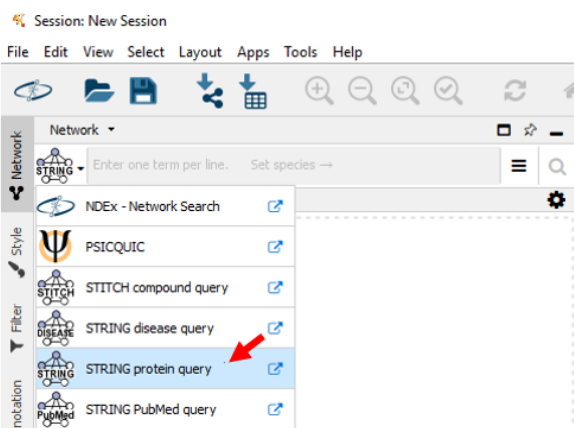 Session: New Session
File Edit View Select Layout Apps Tools Help
Network
Network
STRING Enter one term per line. Set species →
NDEx - Network Search
Style
PSICQUIC
STITCH STITCH compound query
Filter
DISEASE STRING disease query
STRING STRING protein query
notation
PubMed STRING PubMed query